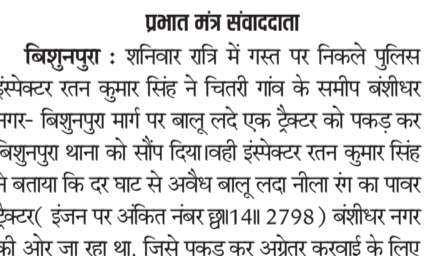 प्रभात मंत्र संवाददाता
बिशुनपुरा : शनिवार रात्रि में गस्त पर निकले पुलिस
इंस्पेक्टर रतन कुमार सिंह ने चितरी गांव के समीप बंशीधर
नगर- बिशुनपुरा मार्ग पर बालू लदे एक ट्रैक्टर को पकड़ कर
बिशुनपुरा थाना को सौंप दिया।वही इंस्पेक्टर रतन कुमार सिंह
ने बताया कि दर घाट से अवैध बालू लदा नीला रंग का पावर
ट्रैक्टर( इंजन पर अंकित नंबर छ्व॥14॥ 2798 ) बंशीधर नगर
की ओर जा रहा था, जिसे पकड़ कर अग्रेतर करवाई के लिए